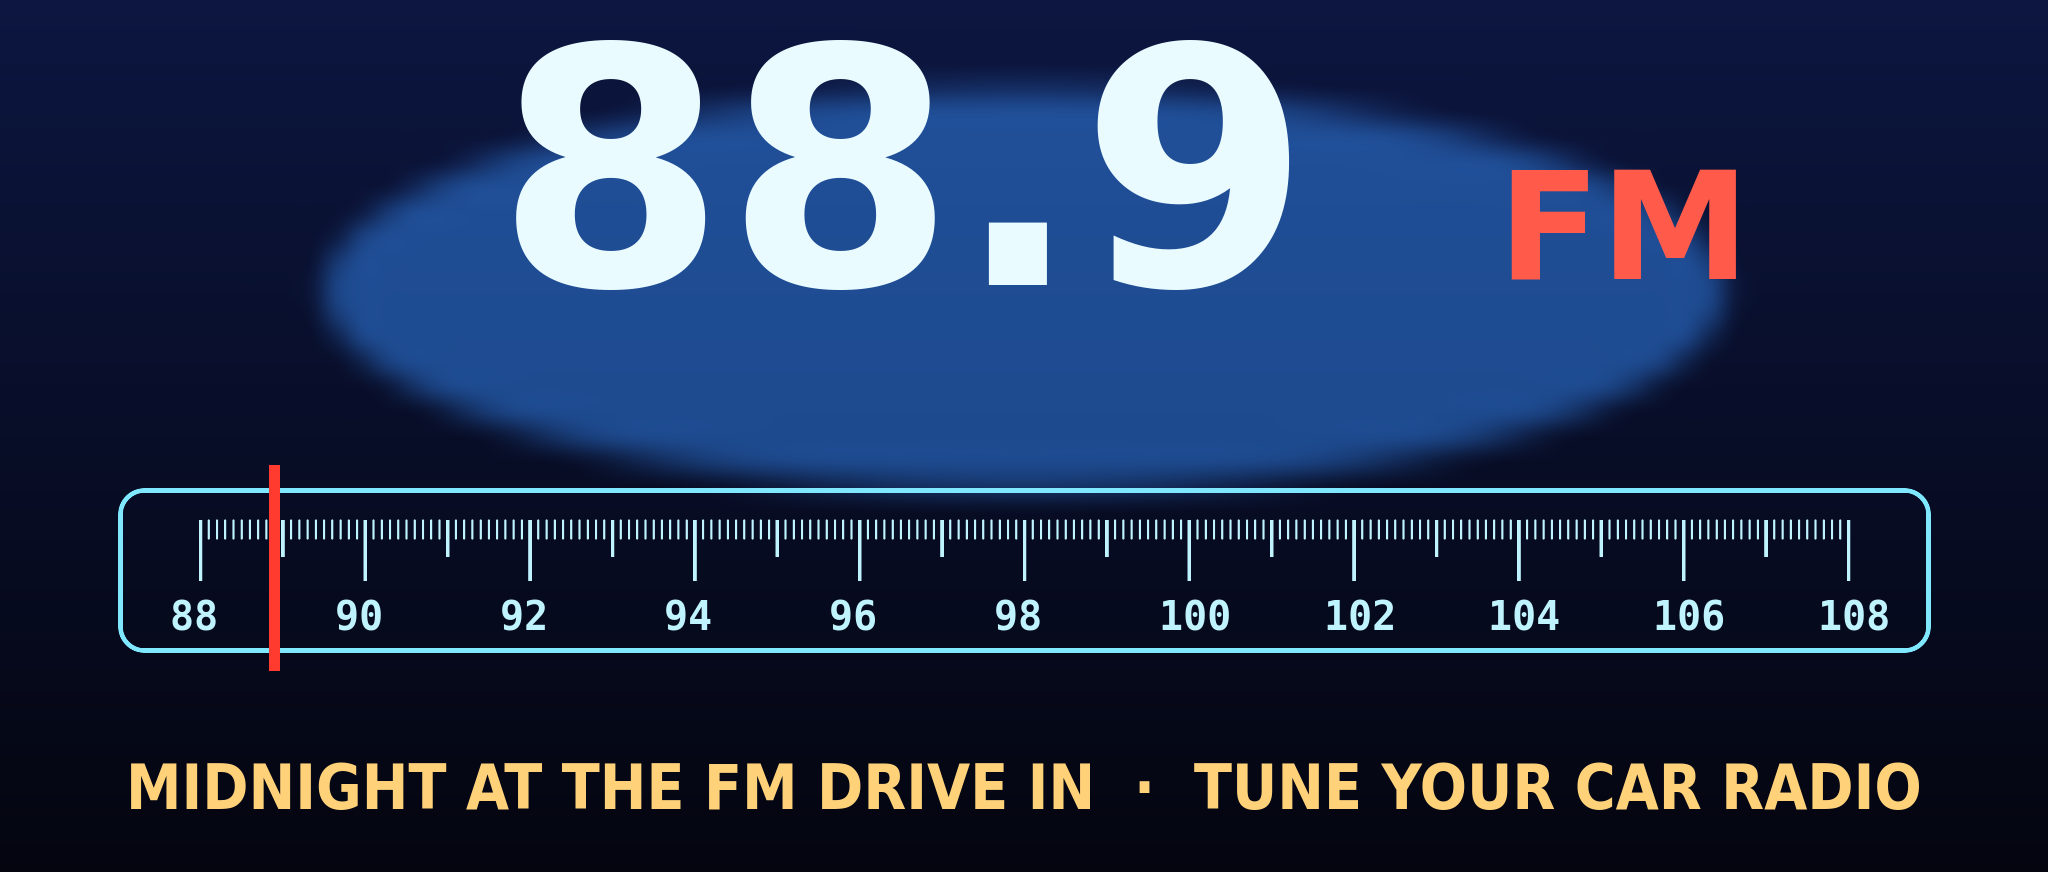 88.9 FM
88 90 92 94 96 98 100 102 104 106 108
MIDNIGHT AT THE FM DRIVE IN · TUNE YOUR CAR RADIO